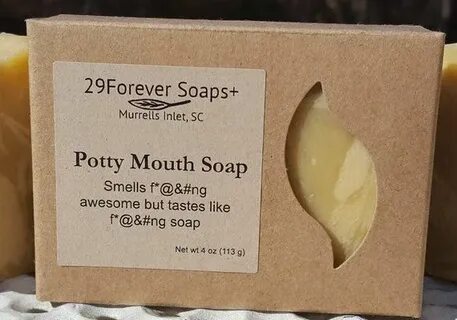 29Forever Soaps+
Murrells Inlet, SC
Potty Mouth Soap
Smells f*@&#ng
awesome but tastes like
f*@&#ng soap
Net wt 4 oz (113 g)